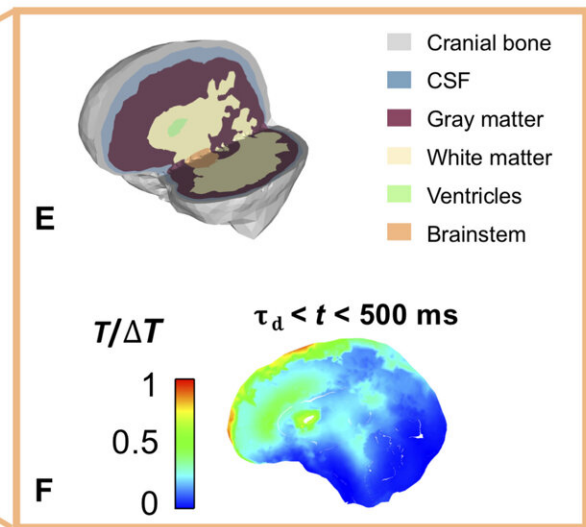 Cranial bone
CSF
Gray matter
White matter
Ventricles
Brainstem
E
T/ΔT
τd < t < 500 ms
1
0.5
0
F